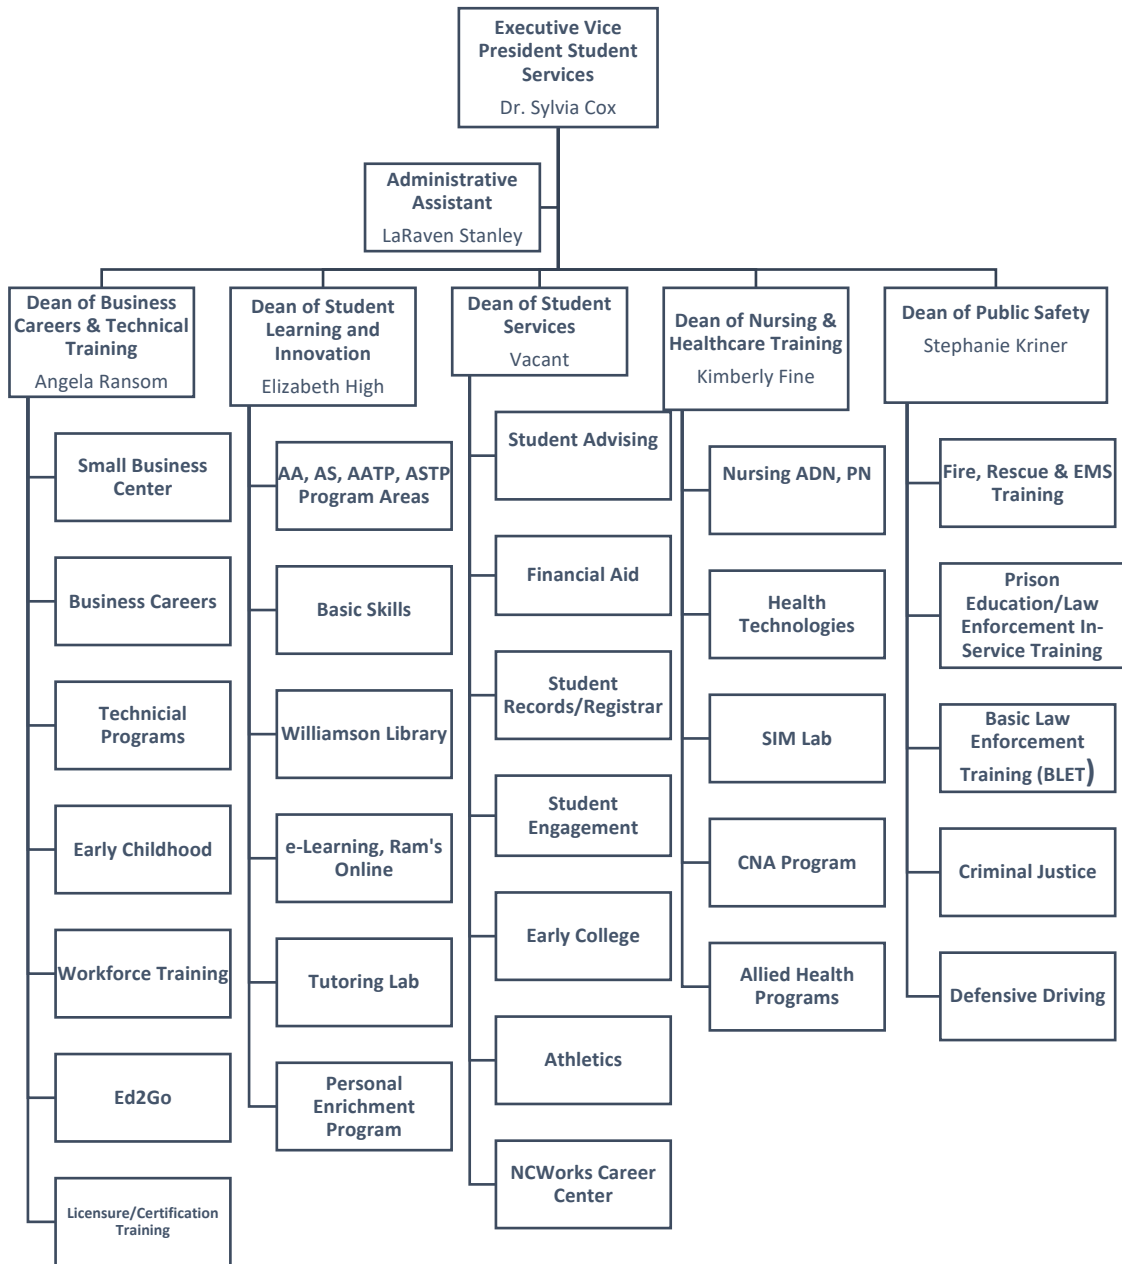 Executive Vice
President Student
Services
Dr. Sylvia Cox
Administrative
Assistant
LaRaven Stanley
Dean of Business
Careers & Technical
Training
Angela Ransom
Small Business
Center
Business Careers
Technicial
Programs
Early Childhood
Workforce Training
Ed2Go
Licensure/Certification
Training
Dean of Student
Learning and
Innovation
Elizabeth High
AA, AS, AATP, ASTP
Program Areas
Basic Skills
Williamson Library
e-Learning, Ram's
Online
Tutoring Lab
Personal
Enrichment
Program
Dean of Student
Services
Vacant
Student Advising
Financial Aid
Student
Records/Registrar
Student
Engagement
Early College
Athletics
NCWorks Career
Center
Dean of Nursing &
Healthcare Training
Kimberly Fine
Nursing ADN, PN
Health
Technologies
SIM Lab
CNA Program
Allied Health
Programs
Dean of Public Safety
Stephanie Kriner
Fire, Rescue & EMS
Training
Prison
Education/Law
Enforcement In-
Service Training
Basic Law
Enforcement
Training (BLET)
Criminal Justice
Defensive Driving